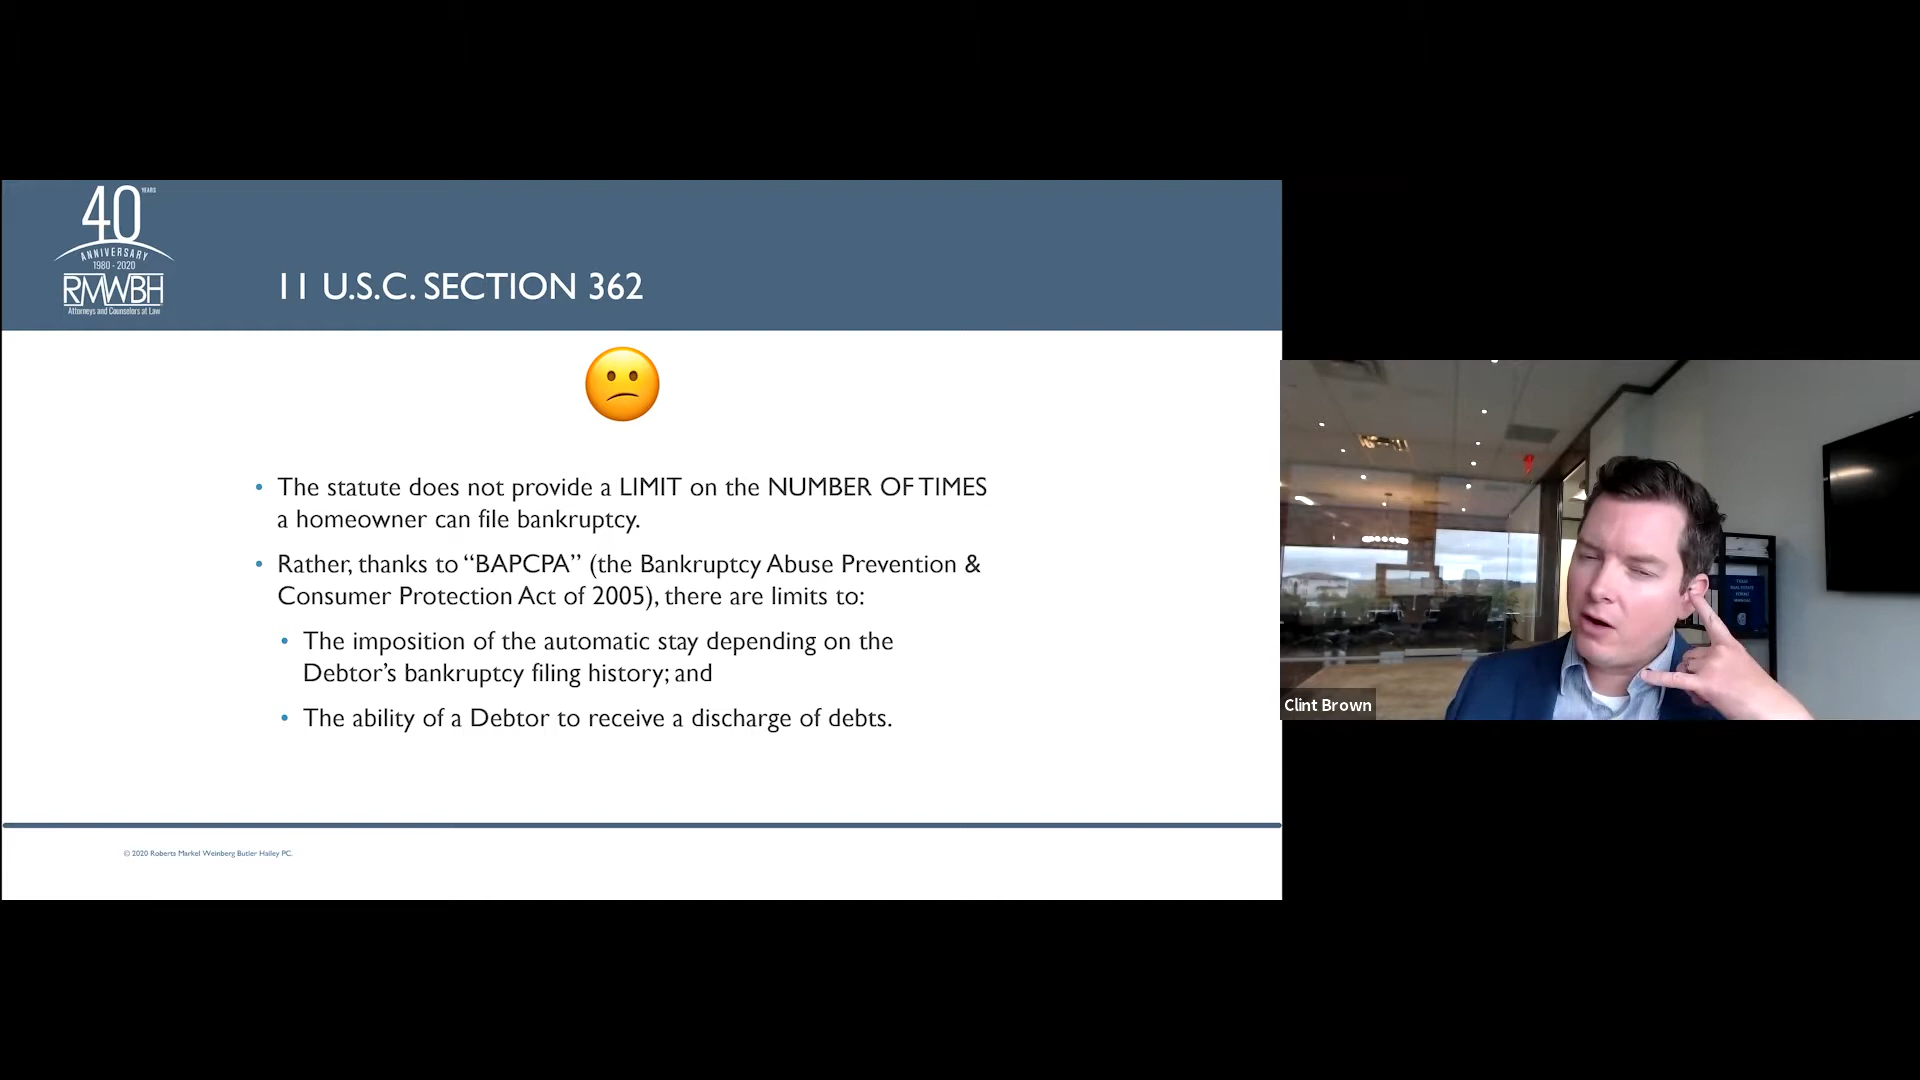 40 YEARS
ANNIVERSARY
1980 - 2020
RMWBH
Attorneys and Counselors at Law
11 U.S.C. SECTION 362
• The statute does not provide a LIMIT on the NUMBER OF TIMES
a homeowner can file bankruptcy.
• Rather, thanks to “BAPCPA” (the Bankruptcy Abuse Prevention &
Consumer Protection Act of 2005), there are limits to:
• The imposition of the automatic stay depending on the
Debtor’s bankruptcy filing history; and
• The ability of a Debtor to receive a discharge of debts.
© 2020 Roberts Markel Weinberg Butler Hailey PC.
Clint Brown